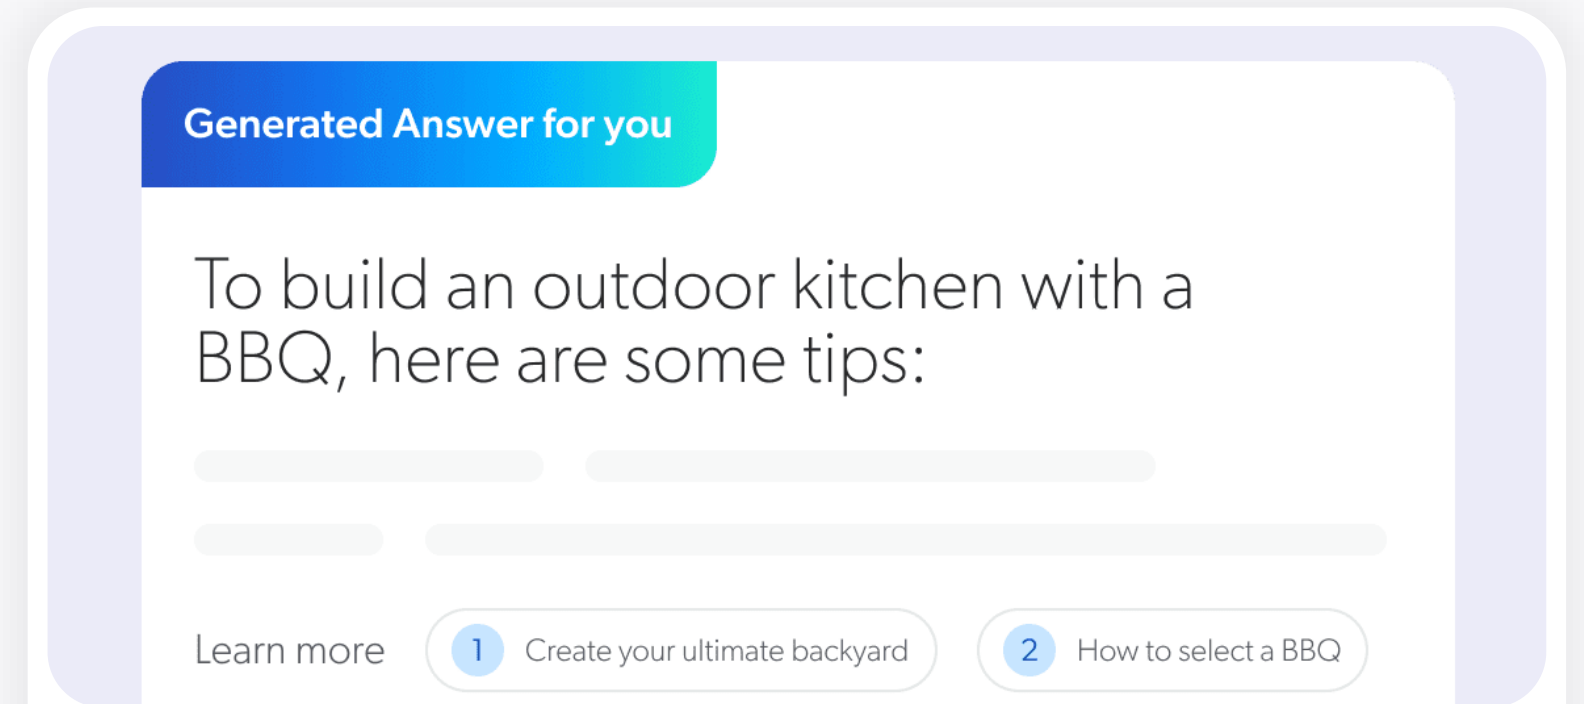 Generated Answer for you
To build an outdoor kitchen with a
BBQ, here are some tips:
Learn more 1 Create your ultimate backyard 2 How to select a BBQ